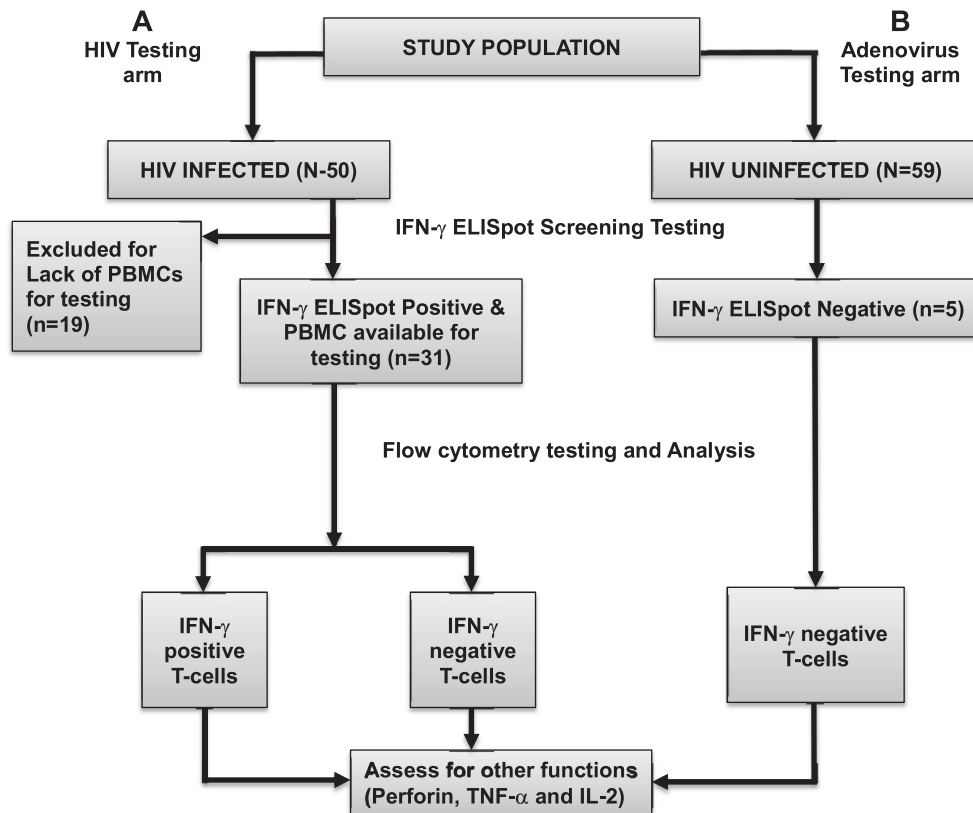 A
HIV Testing
arm
STUDY POPULATION
B
Adenovirus
Testing arm
HIV INFECTED (N-50)
HIV UNINFECTED (N=59)
IFN-γ ELISpot Screening Testing
Excluded for
Lack of PBMCs
for testing
(n=19)
IFN-γ ELISpot Positive &
PBMC available for
testing (n=31)
IFN-γ ELISpot Negative (n=5)
Flow cytometry testing and Analysis
IFN-γ
positive
T-cells
IFN-γ
negative
T-cells
IFN-γ negative
T-cells
Assess for other functions
(Perforin, TNF-α and IL-2)